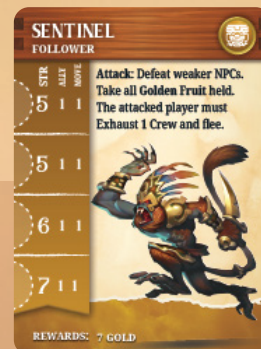 SENTINEL
FOLLOWER
STR ALLY MOVE
5 1 1
5 1 1
6 1 1
7 1 1
Attack: Defeat weaker NPCs.
Take all Golden Fruit held.
The attacked player must
Exhaust 1 Crew and flee.
REWARDS: 7 GOLD